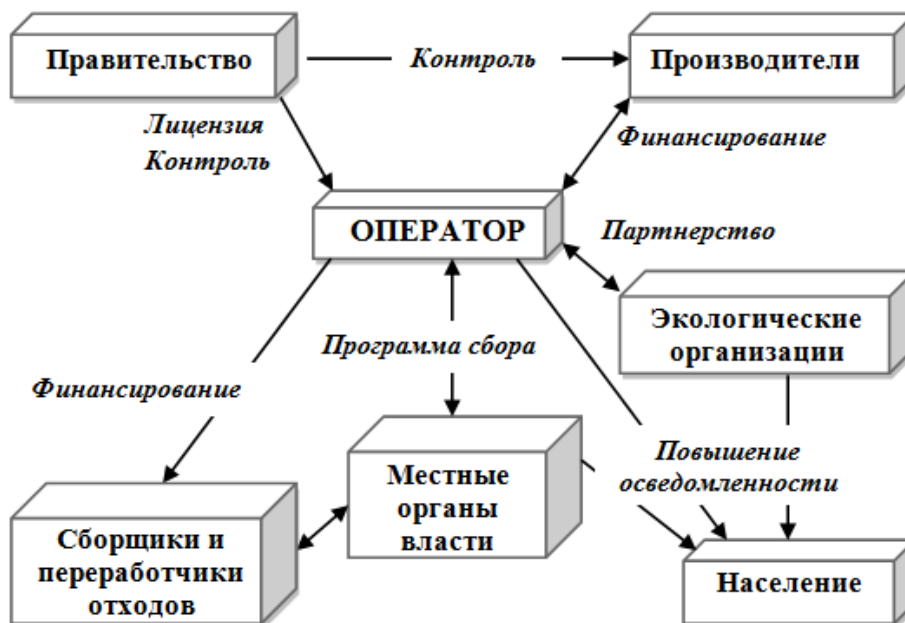 Правительство
Контроль
Производители
Лицензия
Контроль
Финансирование
ОПЕРАТОР
Партнерство
Экологические
организации
Программа сбора
Финансирование
Повышение
осведомленности
Местные
органы
власти
Сборщики и
переработчики
отходов
Население